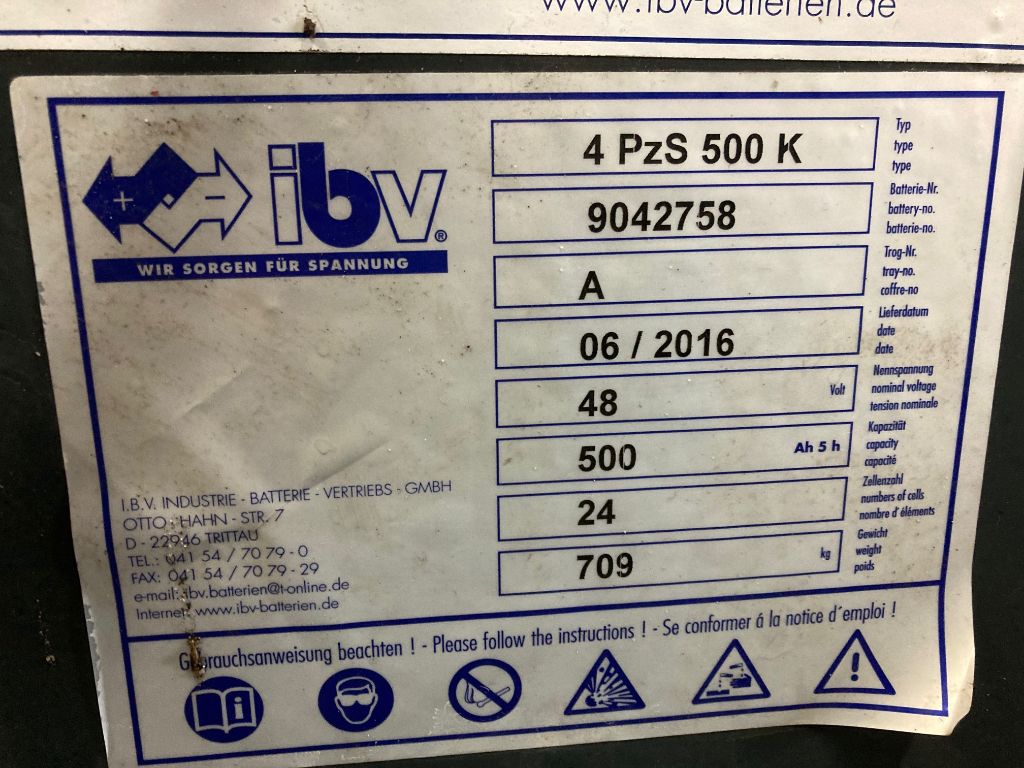 www.ibv-batterien.de
ibv®
WIR SORGEN FÜR SPANNUNG
4 PzS 500 K
Typ
type
type
9042758
Batterie-Nr.
battery-no.
batterie-no.
A
Trog-Nr.
tray-no.
coffre-no
06 / 2016
Lieferdatum
date
date
48 Volt
Nennspannung
nominal voltage
tension nominale
500 Ah 5 h
Kapazität
capacity
capacité
24
Zellenzahl
numbers of cells
nombre d'éléments
709 kg
Gewicht
weight
poids
I.B.V. INDUSTRIE - BATTERIE - VERTRIEBS - GMBH
OTTO - HAHN - STR. 7
D - 22946 TRITTAU
TEL.: 041 54 / 70 79 - 0
FAX: 041 54 / 70 79 - 29
e-mail: ibv.batterien@t-online.de
Internet: www.ibv-batterien.de
Gebrauchsanweisung beachten ! - Please follow the instructions ! - Se conformer á la notice d'emploi !